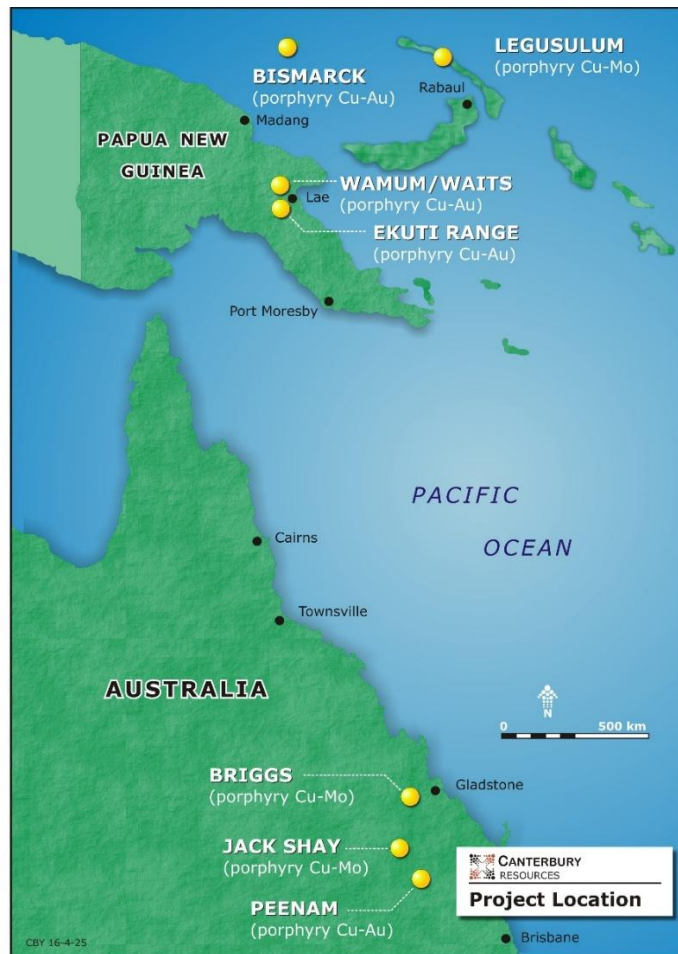 LEGUSULUM
(porphyry Cu-Mo)
BISMARCK
(porphyry Cu-Au)
Rabaul
Madang
PAPUA NEW
GUINEA
WAMUM/WAITS
(porphyry Cu-Au)
Lae
EKUTI RANGE
(porphyry Cu-Au)
Port Moresby
PACIFIC
OCEAN
Cairns
Townsville
AUSTRALIA
N
0 500 km
BRIGGS
(porphyry Cu-Mo)
Gladstone
JACK SHAY
(porphyry Cu-Mo)
PEENAM
(porphyry Cu-Au)
CANTERBURY
RESOURCES
Project Location
Brisbane
CBY 16-4-25